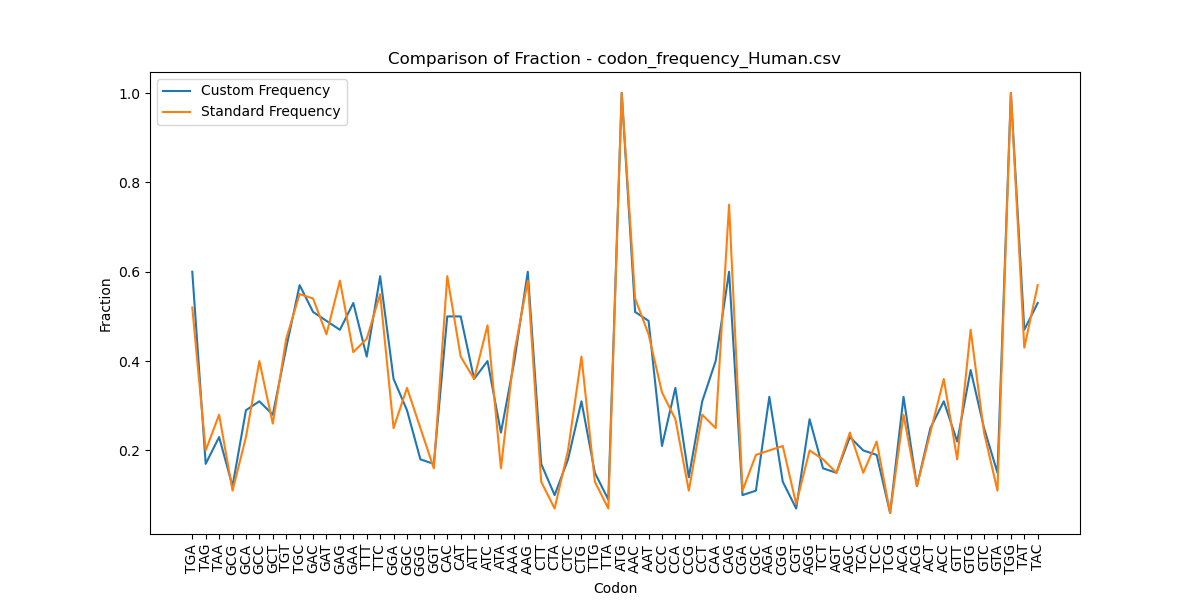 Comparison of Fraction - codon_frequency_Human.csv
Custom Frequency
Standard Frequency
1.0
0.8
0.6
0.4
0.2
Fraction
TGA
TAG
TAA
GCG
GCA
GCC
GCT
TGT
TGC
GAC
GAT
GAG
GAA
TTT
TTC
GGA
GGC
GGG
GGT
CAC
CAT
ATT
ATC
ATA
AAA
AAG
CTT
CTA
CTC
CTG
TTG
TTA
ATG
AAC
AAT
CCC
CCA
CCG
CCT
CAA
CAG
CGA
CGC
AGA
CGG
CGT
AGG
TCT
AGT
AGC
TCA
TCC
TCG
ACA
ACG
ACT
ACC
GTT
GTG
GTC
GTA
TGG
TAT
TAC
Codon